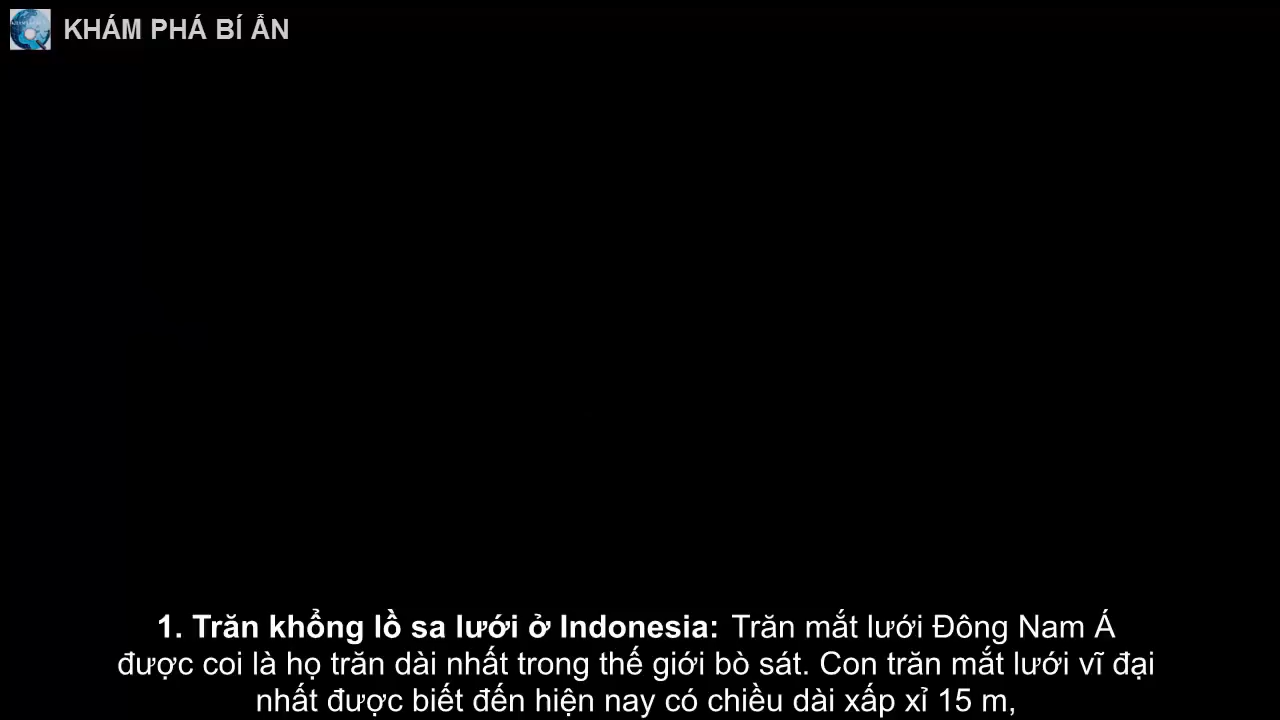 KHÁM PHÁ BÍ ẨN
1. Trăn khổng lồ sa lưới ở Indonesia: Trăn mắt lưới Đông Nam Á
được coi là họ trăn dài nhất trong thế giới bò sát. Con trăn mắt lưới vĩ đại
nhất được biết đến hiện nay có chiều dài xấp xỉ 15 m,